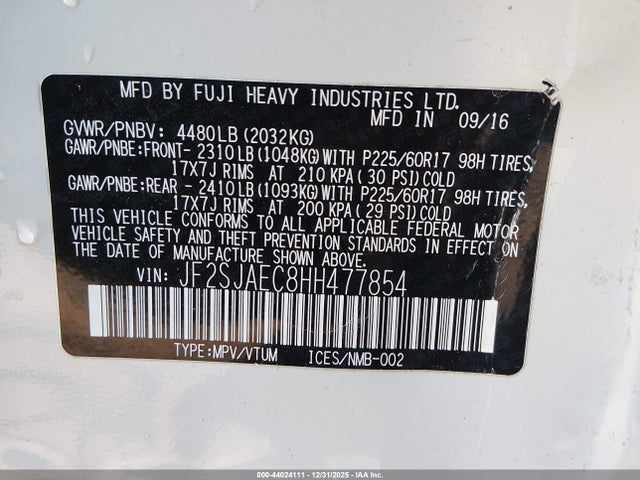 MFD BY FUJI HEAVY INDUSTRIES LTD.
MFD IN 09/16
GVWR/PNBV: 4480LB(2032KG)
GAWR/PNBE:FRONT- 2310LB(1048KG)WITH P225/60R17 98H TIRES,
17X7J RIMS AT 210 KPA(30 PSI)COLD
GAWR/PNBE:REAR - 2410LB(1093KG)WITH P225/60R17 98H TIRES,
17X7J RIMS AT 200 KPA(29 PSI)COLD
THIS VEHICLE CONFORMS TO ALL APPLICABLE FEDERAL MOTOR
VEHICLE SAFETY AND THEFT PREVENTION STANDARDS IN EFFECT ON
THE DATE OF MANUFACTURE SHOWN ABOVE.
VIN: JF2SJAEC8HH477854
TYPE:MPV/VTUM ICES/NMB-002
000-44024111 - 12/31/2025 - IAA Inc.